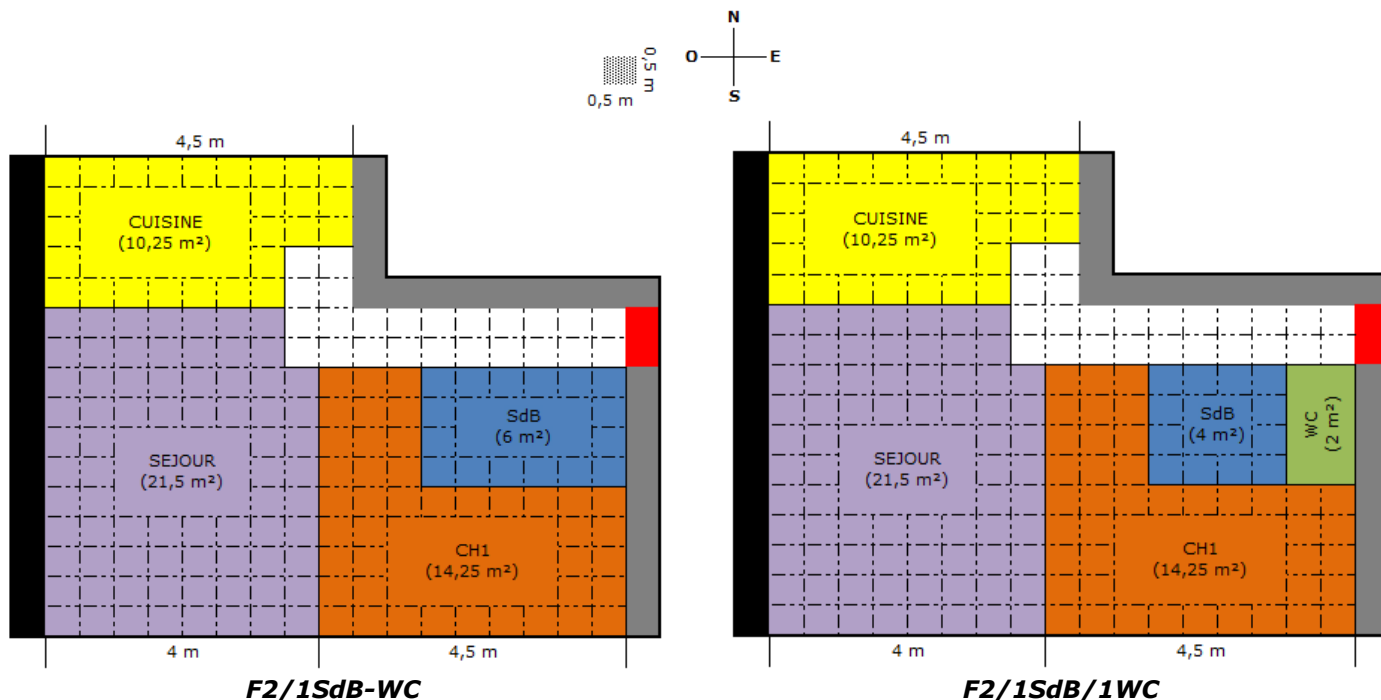 N
O
E
S
0,5 m
0,5 m
4,5 m
CUISINE
(10,25 m²)
SdB
(6 m²)
SEJOUR
(21,5 m²)
CH1
(14,25 m²)
4 m
4,5 m
F2/1SdB-WC
4,5 m
CUISINE
(10,25 m²)
SdB
(4 m²)
WC
(2 m²)
SEJOUR
(21,5 m²)
CH1
(14,25 m²)
4 m
4,5 m
F2/1SdB/1WC